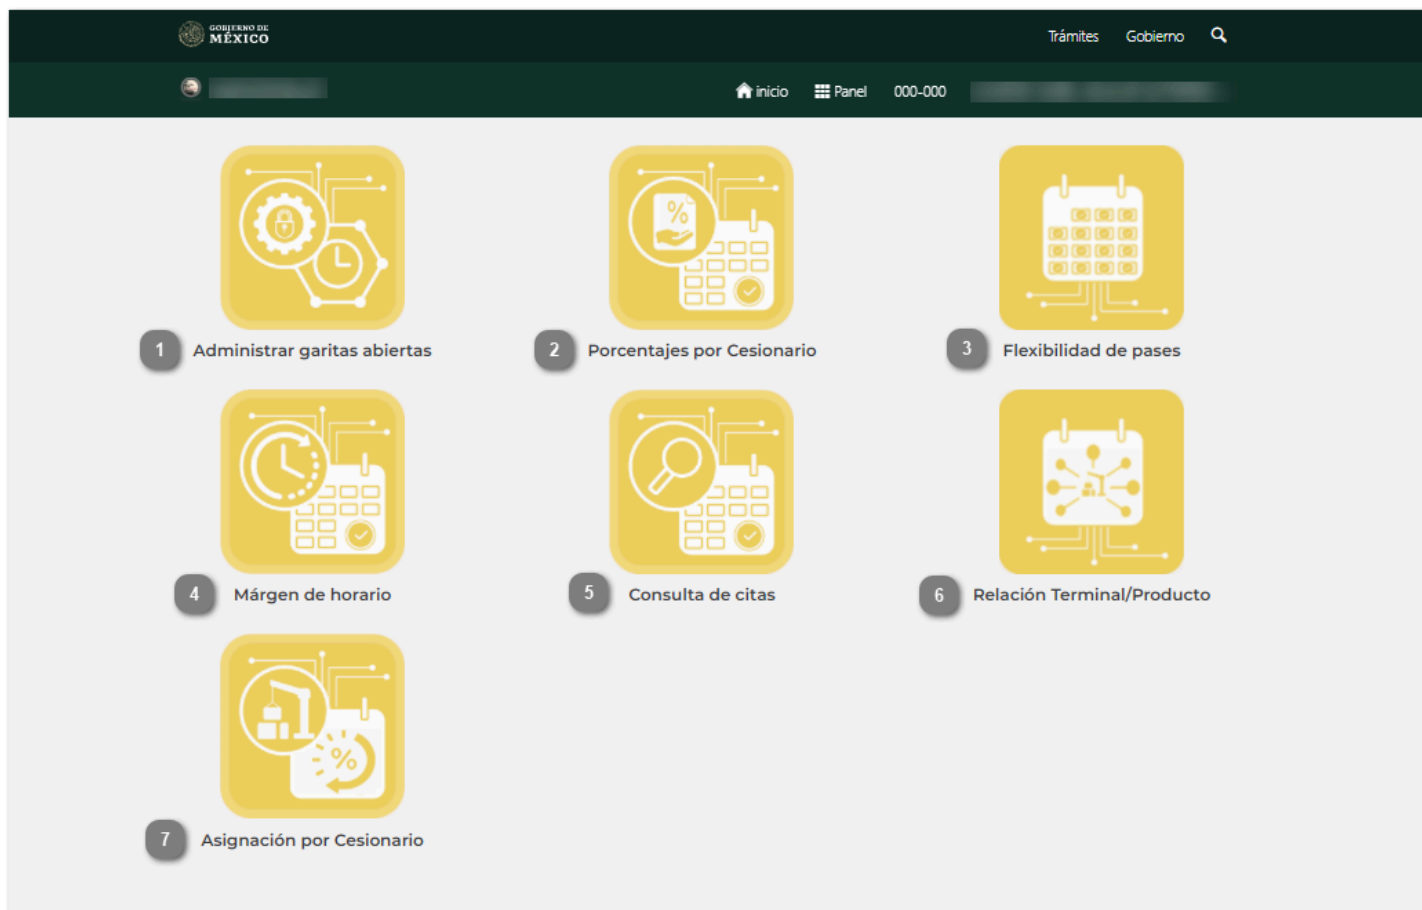 GOBIERNO DE
MÉXICO
Trámites Gobierno
inicio Panel 000-000
%
1 Administrar garitas abiertas
2 Porcentajes por Cesionario
3 Flexibilidad de pases
4 Márgen de horario
5 Consulta de citas
6 Relación Terminal/Producto
%
7 Asignación por Cesionario